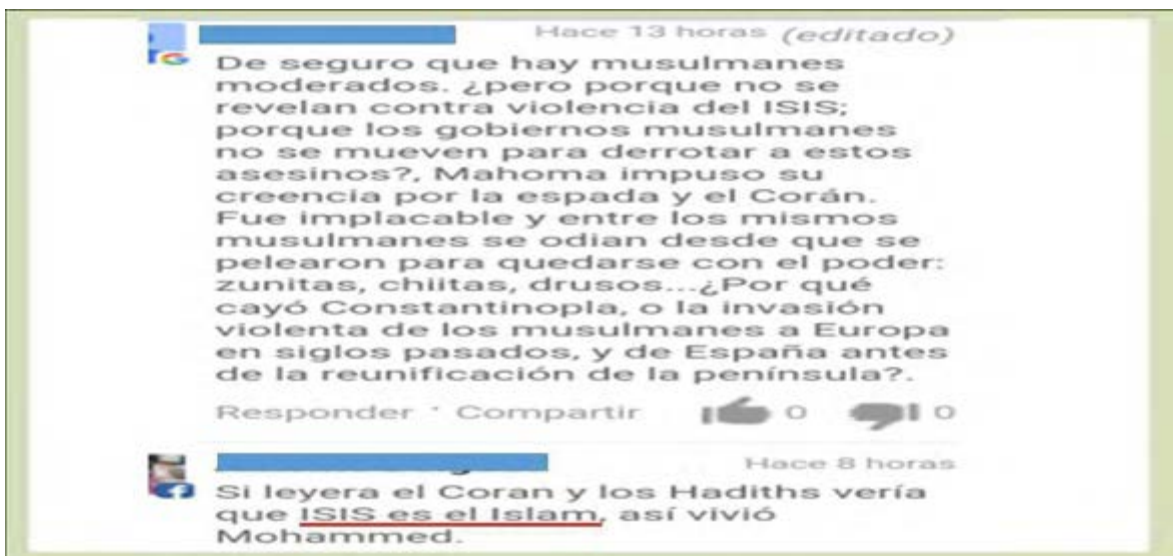 Hace 13 horas (editado)
De seguro que hay musulmanes
moderados. ¿pero porque no se
revelan contra violencia del ISIS;
porque los gobiernos musulmanes
no se mueven para derrotar a estos
asesinos?, Mahoma impuso su
creencia por la espada y el Corán.
Fue implacable y entre los mismos
musulmanes se odian desde que se
pelearon para quedarse con el poder:
zunitas, chiitas, drusos...¿Por qué
cayó Constantinopla, o la invasión
violenta de los musulmanes a Europa
en siglos pasados, y de España antes
de la reunificación de la península?.
Responder · Compartir 0 0
Hace 8 horas
Si leyera el Coran y los Hadiths vería
que ISIS es el Islam, así vivió
Mohammed.